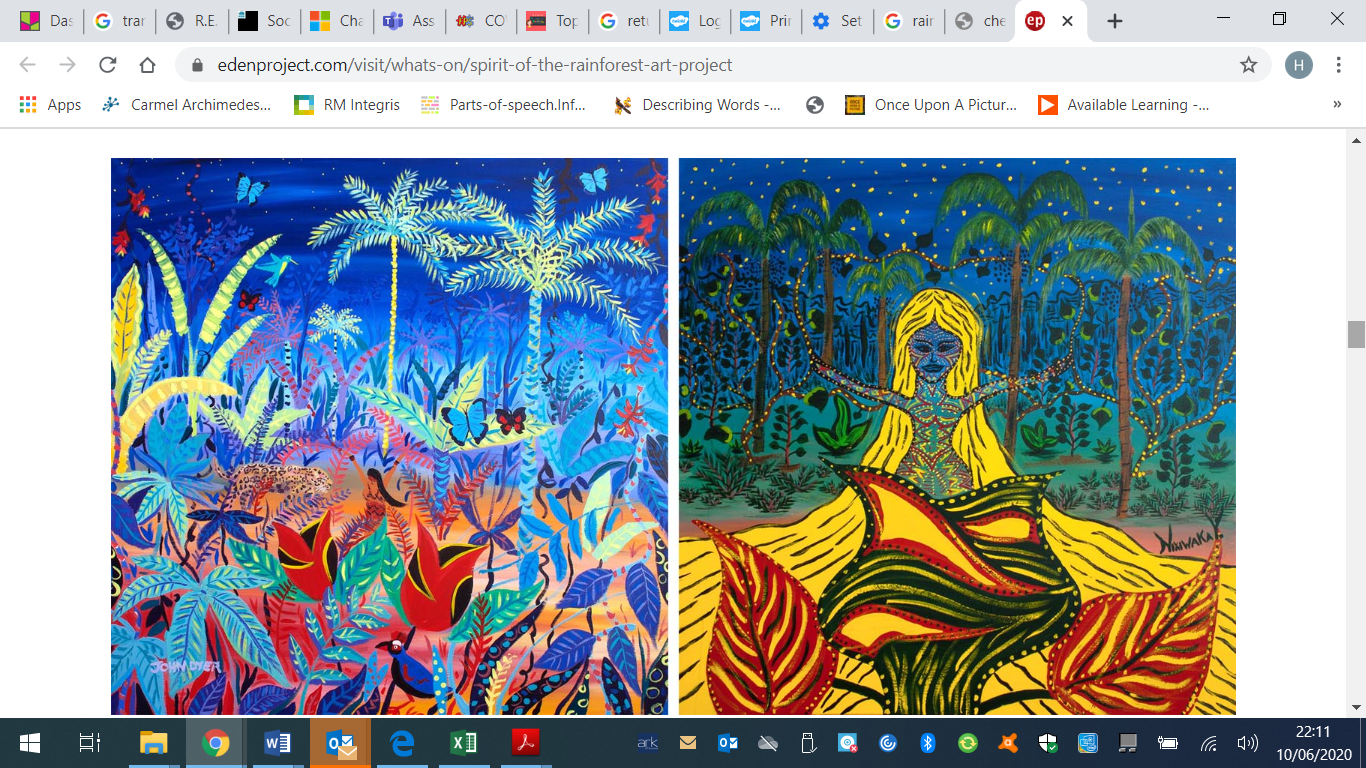 Das
trar
R.E.
Soc
Cha
Ass
CO
Top
retu
Log
Prir
Set
rair
che
ep
edenproject.com/visit/whats-on/spirit-of-the-rainforest-art-project
H
Apps
Carmel Archimedes...
RM Integris
Parts-of-speech.Inf...
Describing Words -...
Once Upon A Pictur...
Available Learning -...
»
NIWAKA
JOHN DYER
ark
22:11
10/06/2020